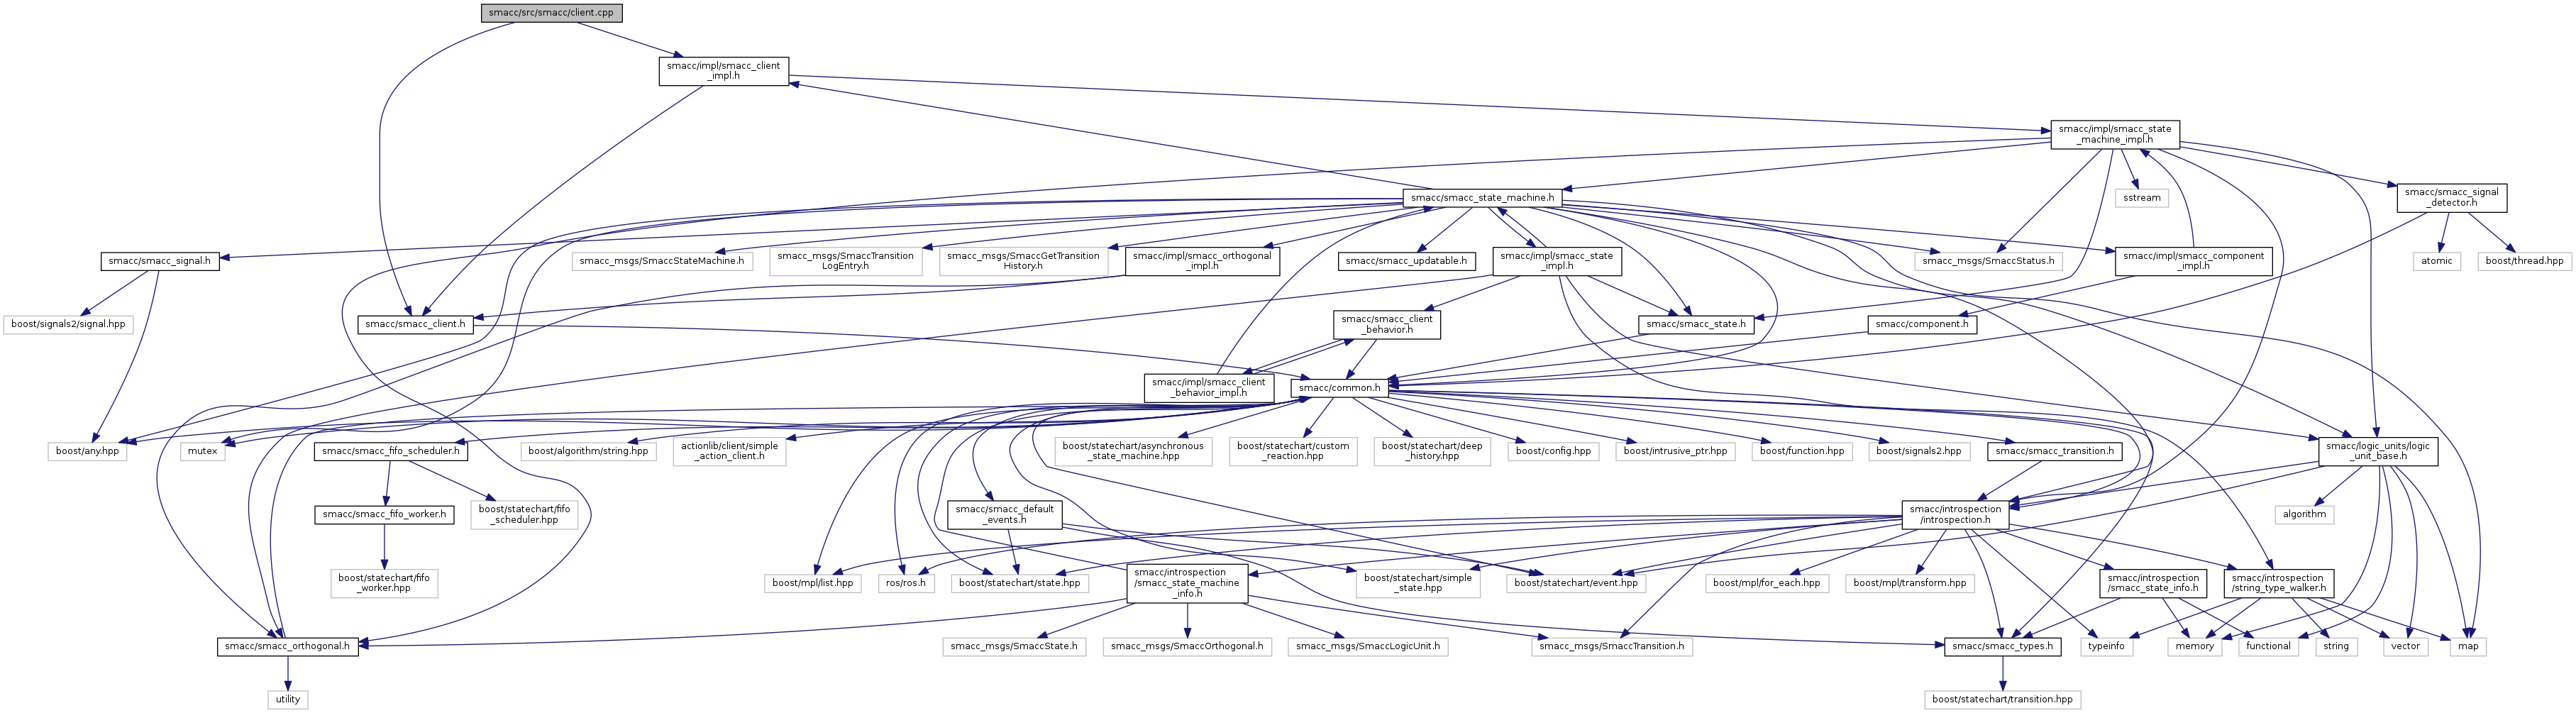 smacc/src/smacc/client.cpp
smacc/impl/smacc_client
_impl.h
smacc/impl/smacc_state
_machine_impl.h
smacc/smacc_state_machine.h
sstream
smacc/smacc_signal
_detector.h
smacc/smacc_signal.h
smacc_msgs/SmaccStateMachine.h
smacc_msgs/SmaccTransition
LogEntry.h
smacc_msgs/SmaccGetTransition
History.h
smacc/impl/smacc_orthogonal
_impl.h
smacc/smacc_updatable.h
smacc/impl/smacc_state
_impl.h
smacc_msgs/SmaccStatus.h
smacc/impl/smacc_component
_impl.h
atomic
boost/thread.hpp
boost/signals2/signal.hpp
smacc/smacc_client.h
smacc/smacc_client
_behavior.h
smacc/smacc_state.h
smacc/component.h
smacc/impl/smacc_client
_behavior_impl.h
smacc/common.h
boost/any.hpp
mutex
smacc/smacc_fifo_scheduler.h
boost/algorithm/string.hpp
actionlib/client/simple
_action_client.h
boost/statechart/asynchronous
_state_machine.hpp
boost/statechart/custom
_reaction.hpp
boost/statechart/deep
_history.hpp
boost/config.hpp
boost/intrusive_ptr.hpp
boost/function.hpp
boost/signals2.hpp
smacc/smacc_transition.h
smacc/logic_units/logic
_unit_base.h
smacc/smacc_fifo_worker.h
boost/statechart/fifo
_scheduler.hpp
smacc/smacc_default
_events.h
smacc/introspection
/introspection.h
algorithm
boost/statechart/fifo
_worker.hpp
boost/mpl/list.hpp
ros/ros.h
boost/statechart/state.hpp
smacc/introspection
/smacc_state_machine
_info.h
boost/statechart/simple
_state.hpp
boost/statechart/event.hpp
boost/mpl/for_each.hpp
boost/mpl/transform.hpp
smacc/introspection
/smacc_state_info.h
smacc/introspection
/string_type_walker.h
smacc/smacc_orthogonal.h
smacc_msgs/SmaccState.h
smacc_msgs/SmaccOrthogonal.h
smacc_msgs/SmaccLogicUnit.h
smacc_msgs/SmaccTransition.h
smacc/smacc_types.h
typeinfo
memory
functional
string
vector
map
utility
boost/statechart/transition.hpp